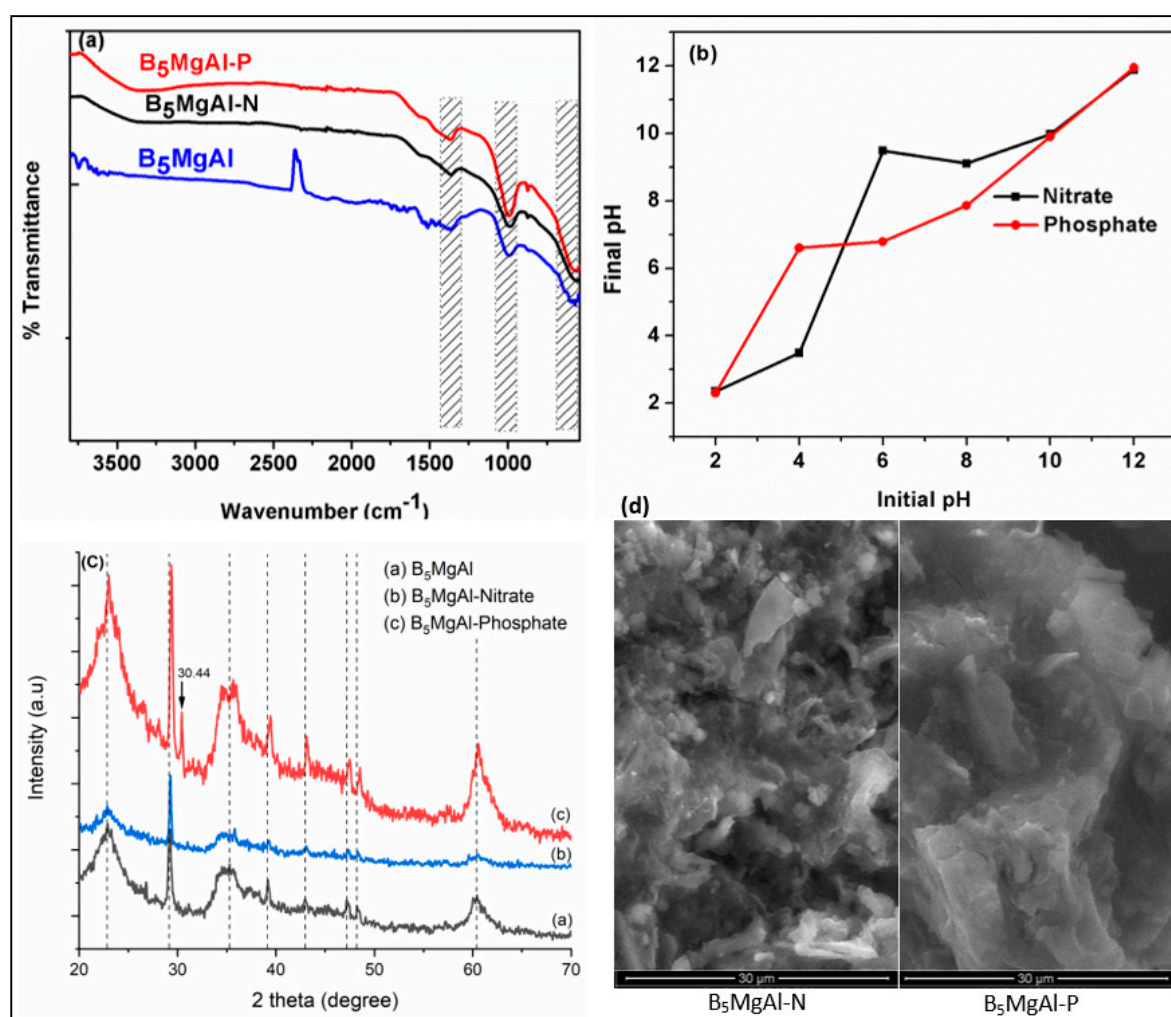 (a)
B5MgAl-P
B5MgAl-N
B5MgAl
% Transmittance
3500 3000 2500 2000 1500 1000
Wavenumber (cm-1)
(b)
12
10
8
6
4
2
Final pH
Nitrate
Phosphate
2 4 6 8 10 12
Initial pH
(C)
(a) B5MgAl
(b) B5MgAl-Nitrate
(c) B5MgAl-Phosphate
30.44
(c)
(b)
(a)
Intensity (a.u)
20 30 40 50 60 70
2 theta (degree)
(d)
30 µm 30 µm
B5MgAl-N B5MgAl-P